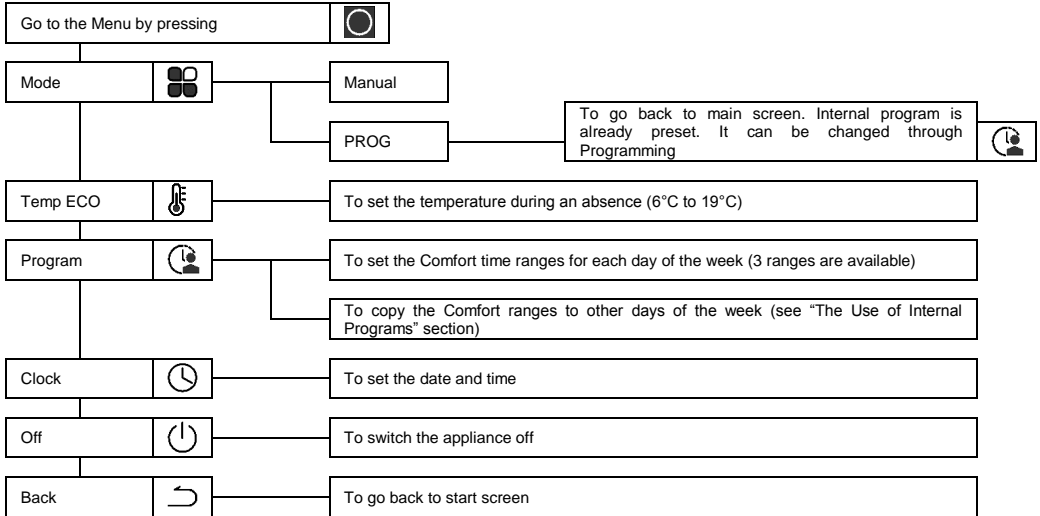 Go to the Menu by pressing
Mode
Manual
PROG
To go back to main screen. Internal program is
already preset. It can be changed through
Programming
Temp ECO
To set the temperature during an absence (6°C to 19°C)
Program
To set the Comfort time ranges for each day of the week (3 ranges are available)
To copy the Comfort ranges to other days of the week (see “The Use of Internal
Programs” section)
Clock
To set the date and time
Off
To switch the appliance off
Back
To go back to start screen